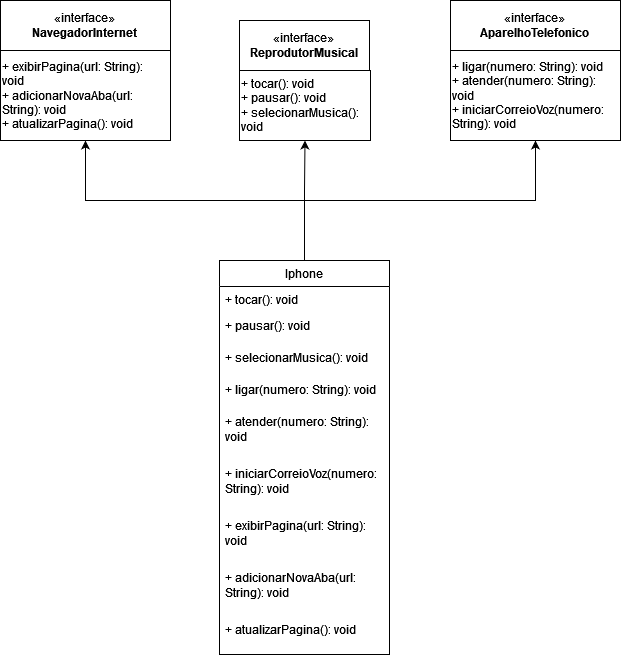 «interface»
NavegadorInternet
+ exibirPagina(url: String):
void
+ adicionarNovaAba(url:
String): void
+ atualizarPagina(): void
«interface»
ReprodutorMusical
+ tocar(): void
+ pausar(): void
+ selecionarMusica():
void
«interface»
AparelhoTelefonico
+ ligar(numero: String): void
+ atender(numero: String):
void
+ iniciarCorreioVoz(numero:
String): void
Iphone
+ tocar(): void
+ pausar(): void
+ selecionarMusica(): void
+ ligar(numero: String): void
+ atender(numero: String):
void
+ iniciarCorreioVoz(numero:
String): void
+ exibirPagina(url: String):
void
+ adicionarNovaAba(url:
String): void
+ atualizarPagina(): void